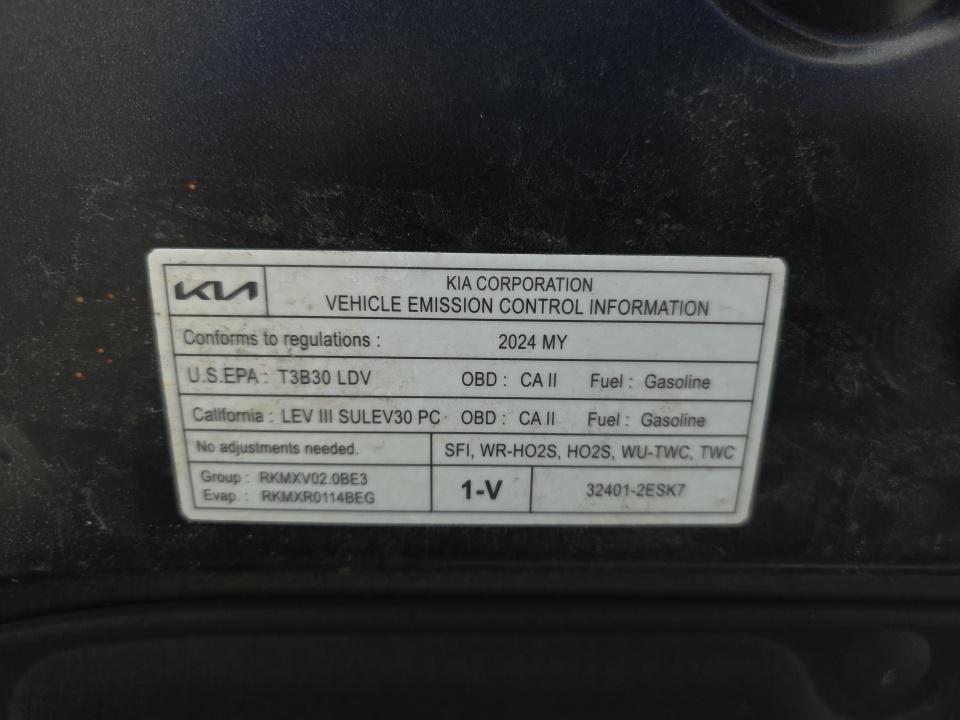 KIA
KIA CORPORATION
VEHICLE EMISSION CONTROL INFORMATION
Conforms to regulations : 2024 MY
U.S.EPA : T3B30 LDV OBD : CA II Fuel : Gasoline
California : LEV III SULEV30 PC OBD : CA II Fuel : Gasoline
No adjustments needed. SFI, WR-HO2S, HO2S, WU-TWC, TWC
Group : RKMXV02.0BE3
Evap. : RKMXR0114BEG
1-V
32401-2ESK7